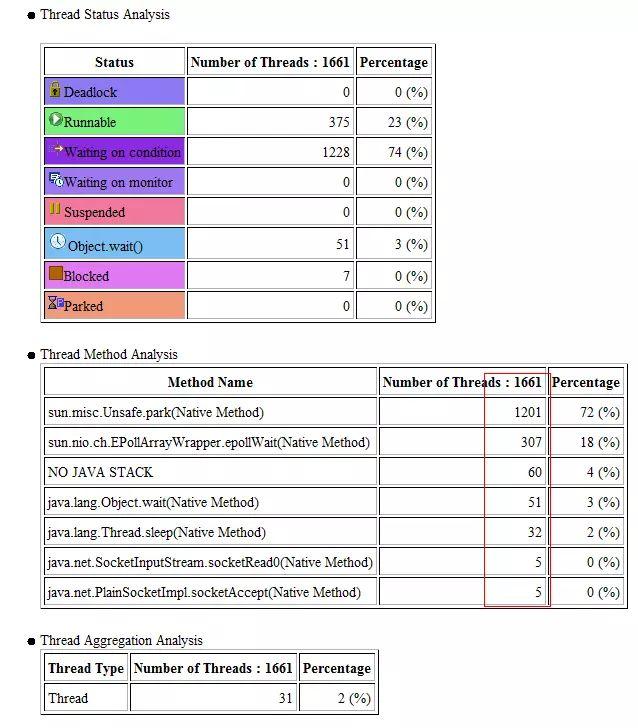 Thread Status Analysis
Status Number of Threads : 1661 Percentage
Deadlock 0 0 (%)
Runnable 375 23 (%)
Waiting on condition 1228 74 (%)
Waiting on monitor 0 0 (%)
Suspended 0 0 (%)
Object.wait() 51 3 (%)
Blocked 7 0 (%)
Parked 0 0 (%)
Thread Method Analysis
Method Name Number of Threads : 1661 Percentage
sun.misc.Unsafe.park(Native Method) 1201 72 (%)
sun.nio.ch.EPollArrayWrapper.epollWait(Native Method) 307 18 (%)
NO JAVA STACK 60 4 (%)
java.lang.Object.wait(Native Method) 51 3 (%)
java.lang.Thread.sleep(Native Method) 32 2 (%)
java.net.SocketInputStream.socketRead0(Native Method) 5 0 (%)
java.net.PlainSocketImpl.socketAccept(Native Method) 5 0 (%)
Thread Aggregation Analysis
Thread Type Number of Threads : 1661 Percentage
Thread 31 2 (%)